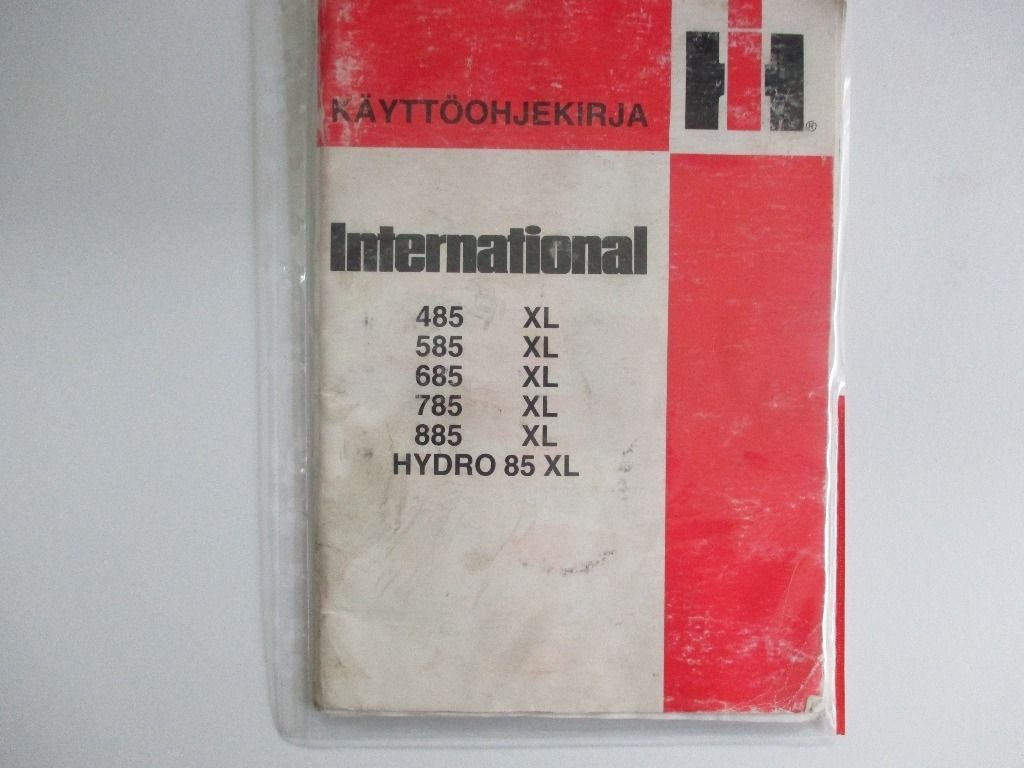 KÄYTTÖOHJEKIRJA
International
485 XL
585 XL
685 XL
785 XL
885 XL
HYDRO 85 XL